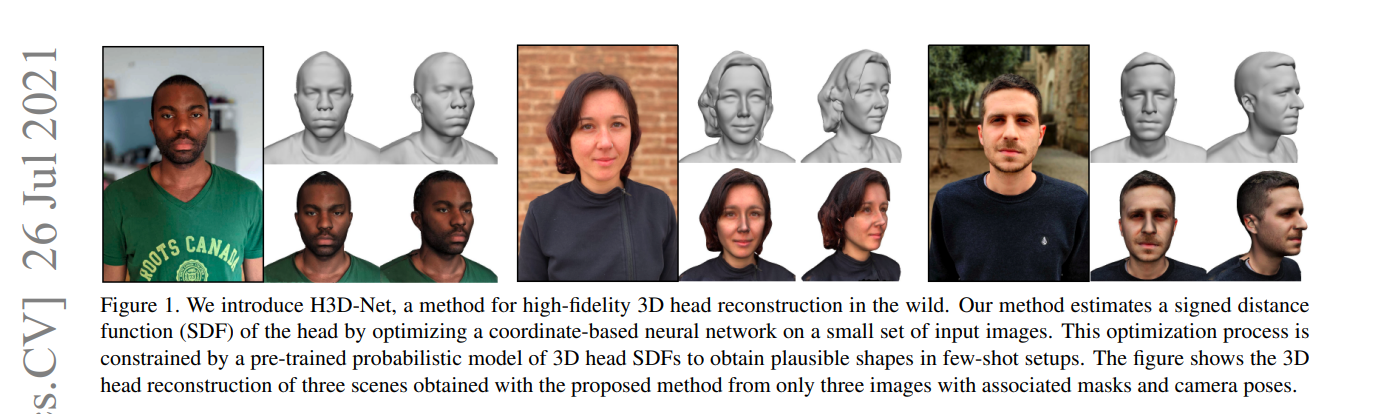 ss.CV] 26 Jul 2021
ROOTS CANADA
Figure 1. We introduce H3D-Net, a method for high-fidelity 3D head reconstruction in the wild. Our method estimates a signed distance
function (SDF) of the head by optimizing a coordinate-based neural network on a small set of input images. This optimization process is
constrained by a pre-trained probabilistic model of 3D head SDFs to obtain plausible shapes in few-shot setups. The figure shows the 3D
head reconstruction of three scenes obtained with the proposed method from only three images with associated masks and camera poses.